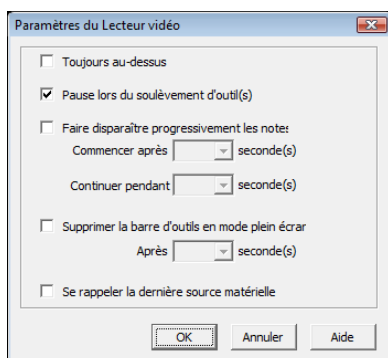 Paramètres du Lecteur vidéo
Toujours au-dessus
Pause lors du soulèvement d'outil(s)
Faire disparaître progressivement les notes
Commencer après seconde(s)
Continuer pendant seconde(s)
Supprimer la barre d'outils en mode plein écrar
Après seconde(s)
Se rappeler la dernière source matérielle
OK Annuler Aide